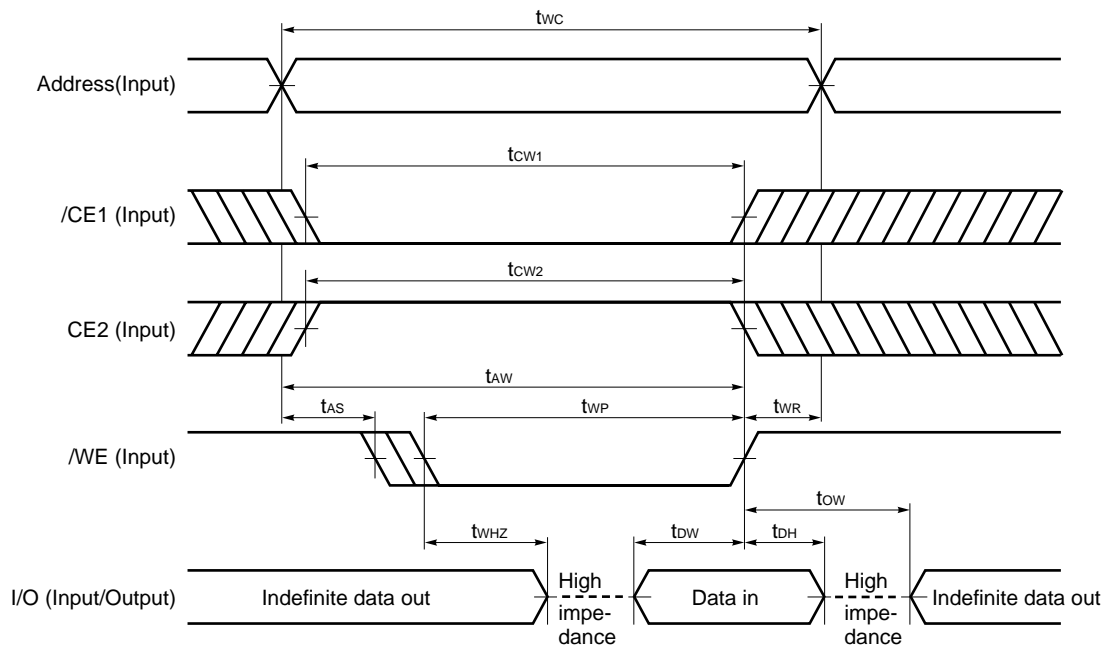 tWC
Address(Input)
tCW1
/CE1 (Input)
tCW2
CE2 (Input)
tAW
tAS
tWP
tWR
/WE (Input)
tOW
tWHZ
tDW
tDH
I/O (Input/Output)
Indefinite data out
High
impe-
dance
Data in
High
impe-
dance
Indefinite data out